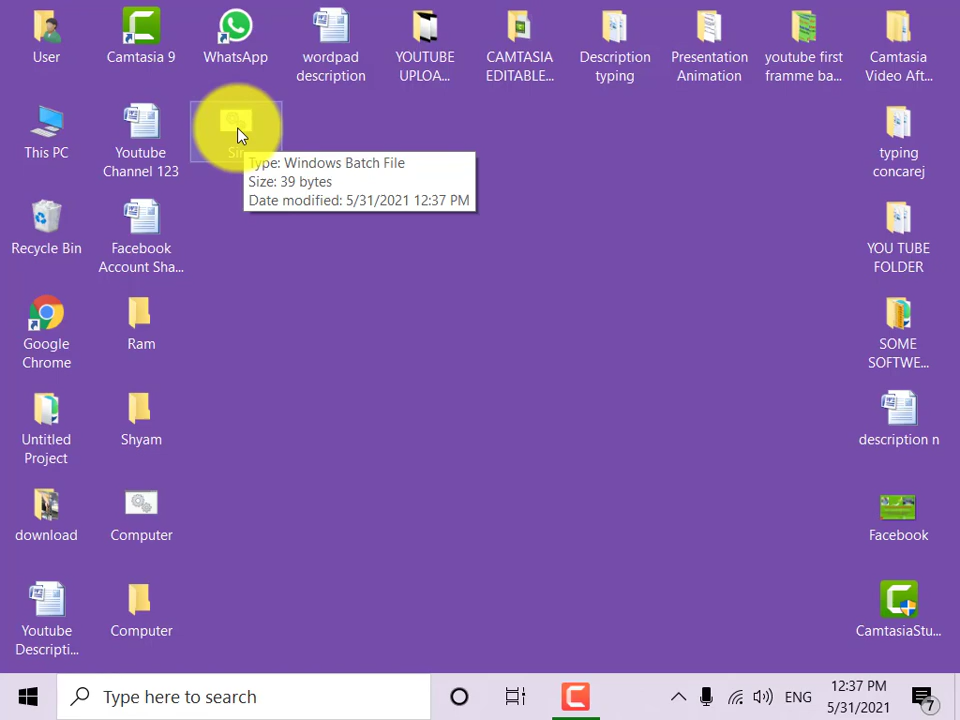 User
Camtasia 9
WhatsApp
wordpad
description
YOUTUBE
UPLOA...
CAMTASIA
EDITABLE...
Description
typing
Presentation
Animation
youtube first
framme ba...
Camtasia
Video Aft...
This PC
Youtube
Channel 123
Type: Windows Batch File
Size: 39 bytes
Date modified: 5/31/2021 12:37 PM
typing
concarej
Recycle Bin
Facebook
Account Sha...
YOU TUBE
FOLDER
Google
Chrome
Ram
SOME
SOFTWE...
Untitled
Project
Shyam
description n
download
Computer
Facebook
Youtube
Descripti...
Computer
CamtasiaStu...
Type here to search
ENG
12:37 PM
5/31/2021
7